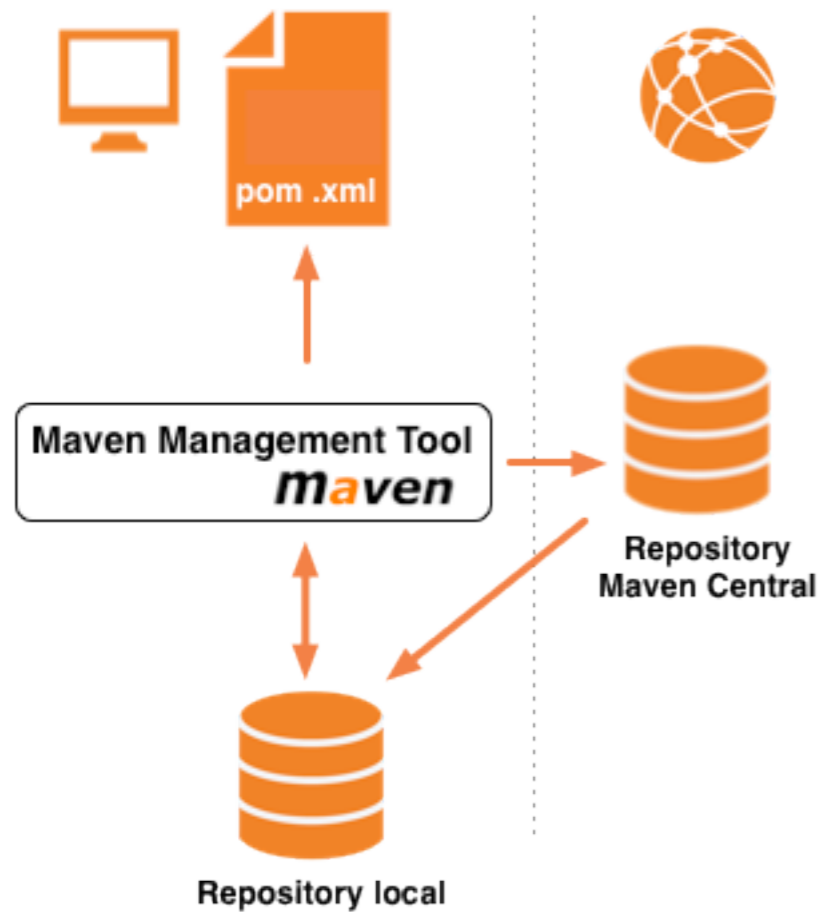 pom .xml
Maven Management Tool
maven
Repository
Maven Central
Repository local